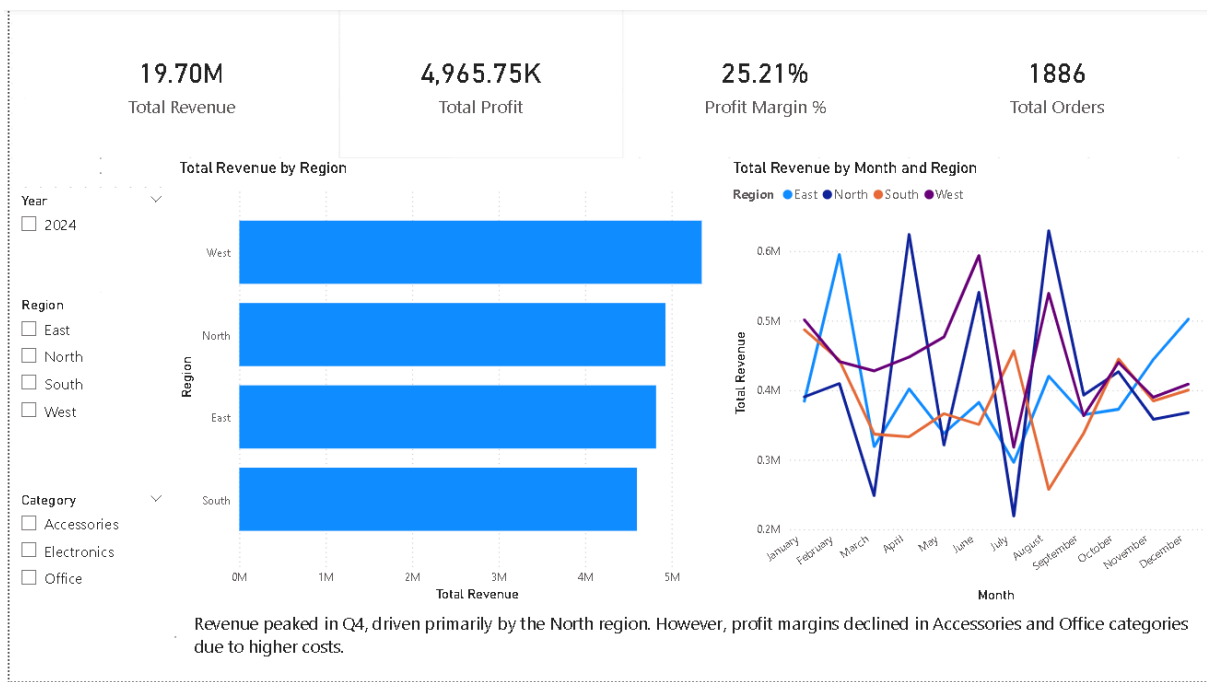 19.70M
Total Revenue
4,965.75K
Total Profit
25.21%
Profit Margin %
1886
Total Orders
Year
2024
Region
East
North
South
West
Category
Accessories
Electronics
Office
Total Revenue by Region
Region
West
North
East
South
0M 1M 2M 3M 4M 5M
Total Revenue
Total Revenue by Month and Region
Region East North South West
Total Revenue
0.6M
0.5M
0.4M
0.3M
0.2M
January February March April May June July August September October November December
Month
Revenue peaked in Q4, driven primarily by the North region. However, profit margins declined in Accessories and Office categories
due to higher costs.